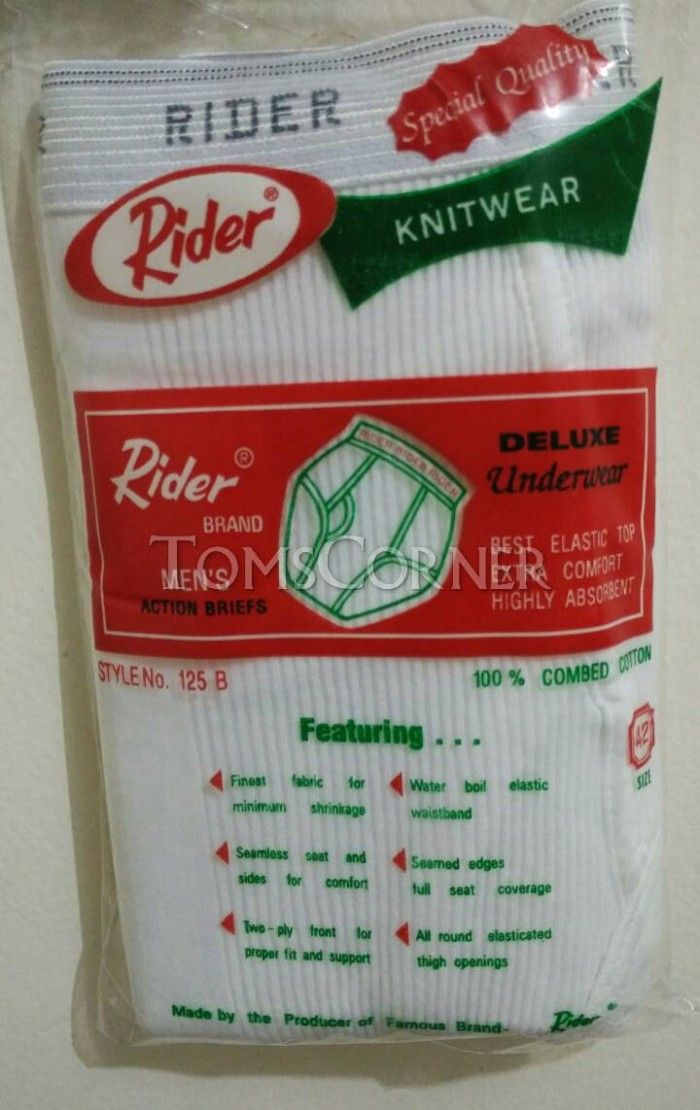 RIDER
Special Quality
Rider®
KNITWEAR
RIDER RIDER RIDER
Rider®
BRAND
MEN'S
ACTION BRIEFS
DELUXE
Underwear
BEST ELASTIC TOP
EXTRA COMFORT
HIGHLY ABSORBENT
TOMSCORNER
STYLE No. 125 B
100 % COMBED COTTON
Featuring . . .
42
SIZE
Finest fabric for
minimum shrinkage
Seamless seat and
sides for comfort
Two-ply front for
proper fit and support
Water boil elastic
waistband
Seamed edges
full seat coverage
All round elasticated
thigh openings
Made by the Producer of Famous Brand- Rider®